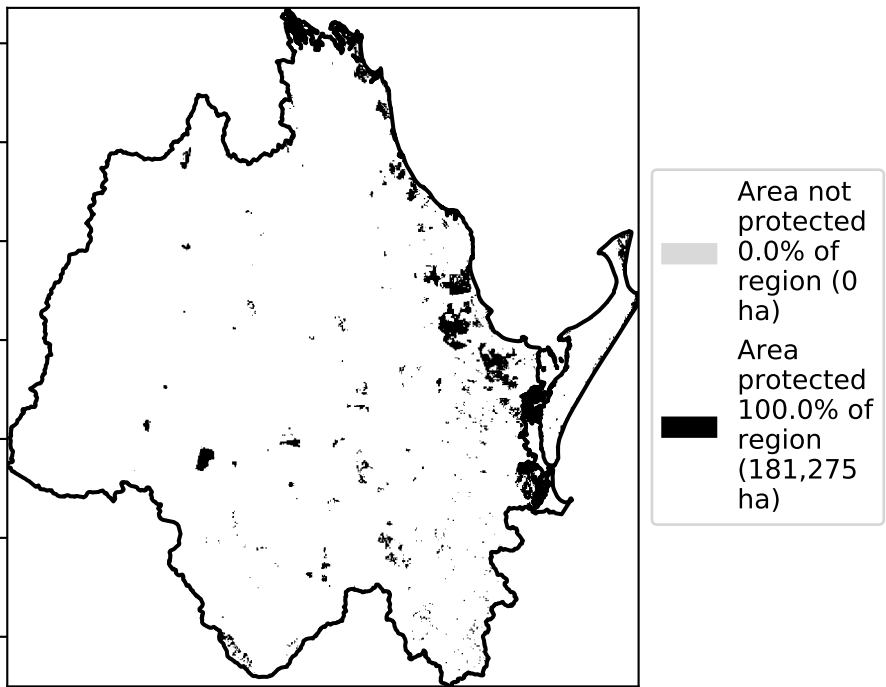 Area not
protected
0.0% of
region (0
ha)
Area
protected
100.0% of
region
(181,275
ha)